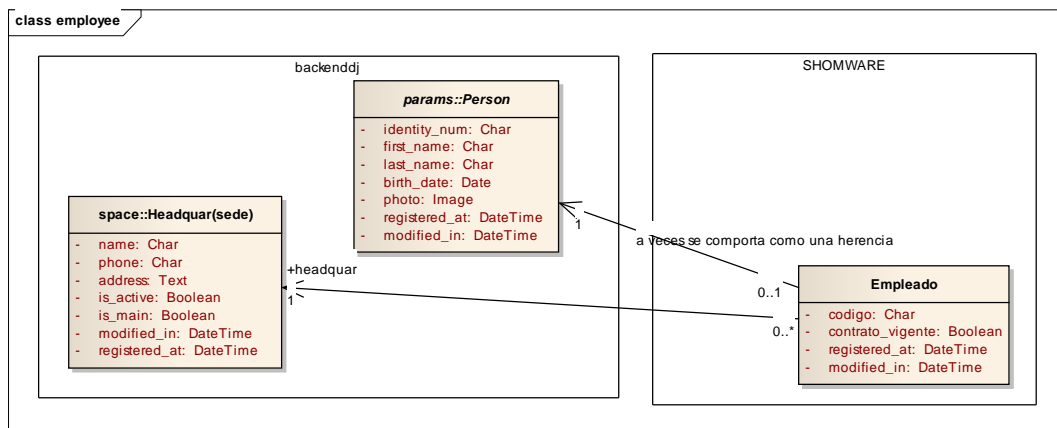 class employee
backenddj
SHOMWARE
params::Person
- identity_num: Char
- first_name: Char
- last_name: Char
- birth_date: Date
- photo: Image
- registered_at: DateTime
- modified_in: DateTime
space::Headquar(sede)
- name: Char
- phone: Char
- address: Text
- is_active: Boolean
- is_main: Boolean
- modified_in: DateTime
- registered_at: DateTime
+headquar
1
1
a veces se comporta como una herencia
0..1
0..*
Empleado
- codigo: Char
- contrato_vigente: Boolean
- registered_at: DateTime
- modified_in: DateTime